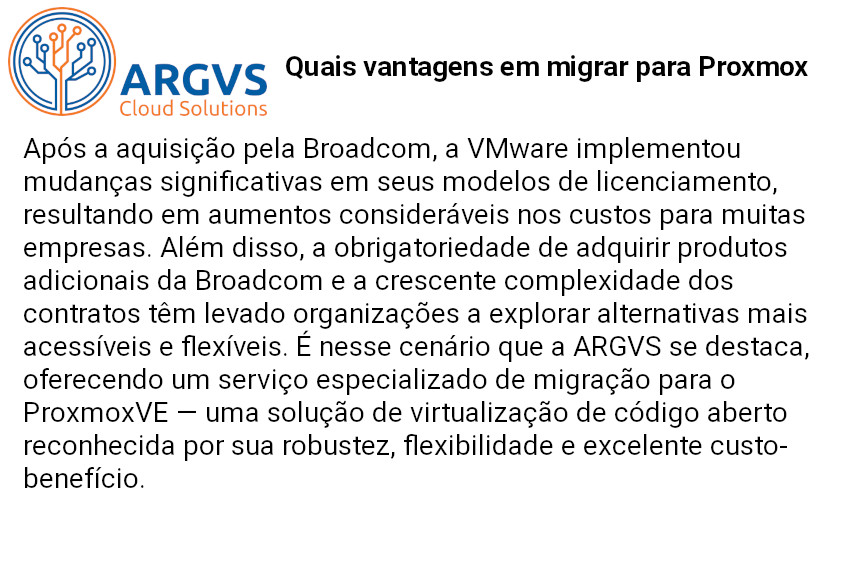 ARGVS
Cloud Solutions
Quais vantagens em migrar para Proxmox
Após a aquisição pela Broadcom, a VMware implementou
mudanças significativas em seus modelos de licenciamento,
resultando em aumentos consideráveis nos custos para muitas
empresas. Além disso, a obrigatoriedade de adquirir produtos
adicionais da Broadcom e a crescente complexidade dos
contratos têm levado organizações a explorar alternativas mais
acessíveis e flexíveis. É nesse cenário que a ARGVS se destaca,
oferecendo um serviço especializado de migração para o
ProxmoxVE — uma solução de virtualização de código aberto
reconhecida por sua robustez, flexibilidade e excelente custo-
benefício.